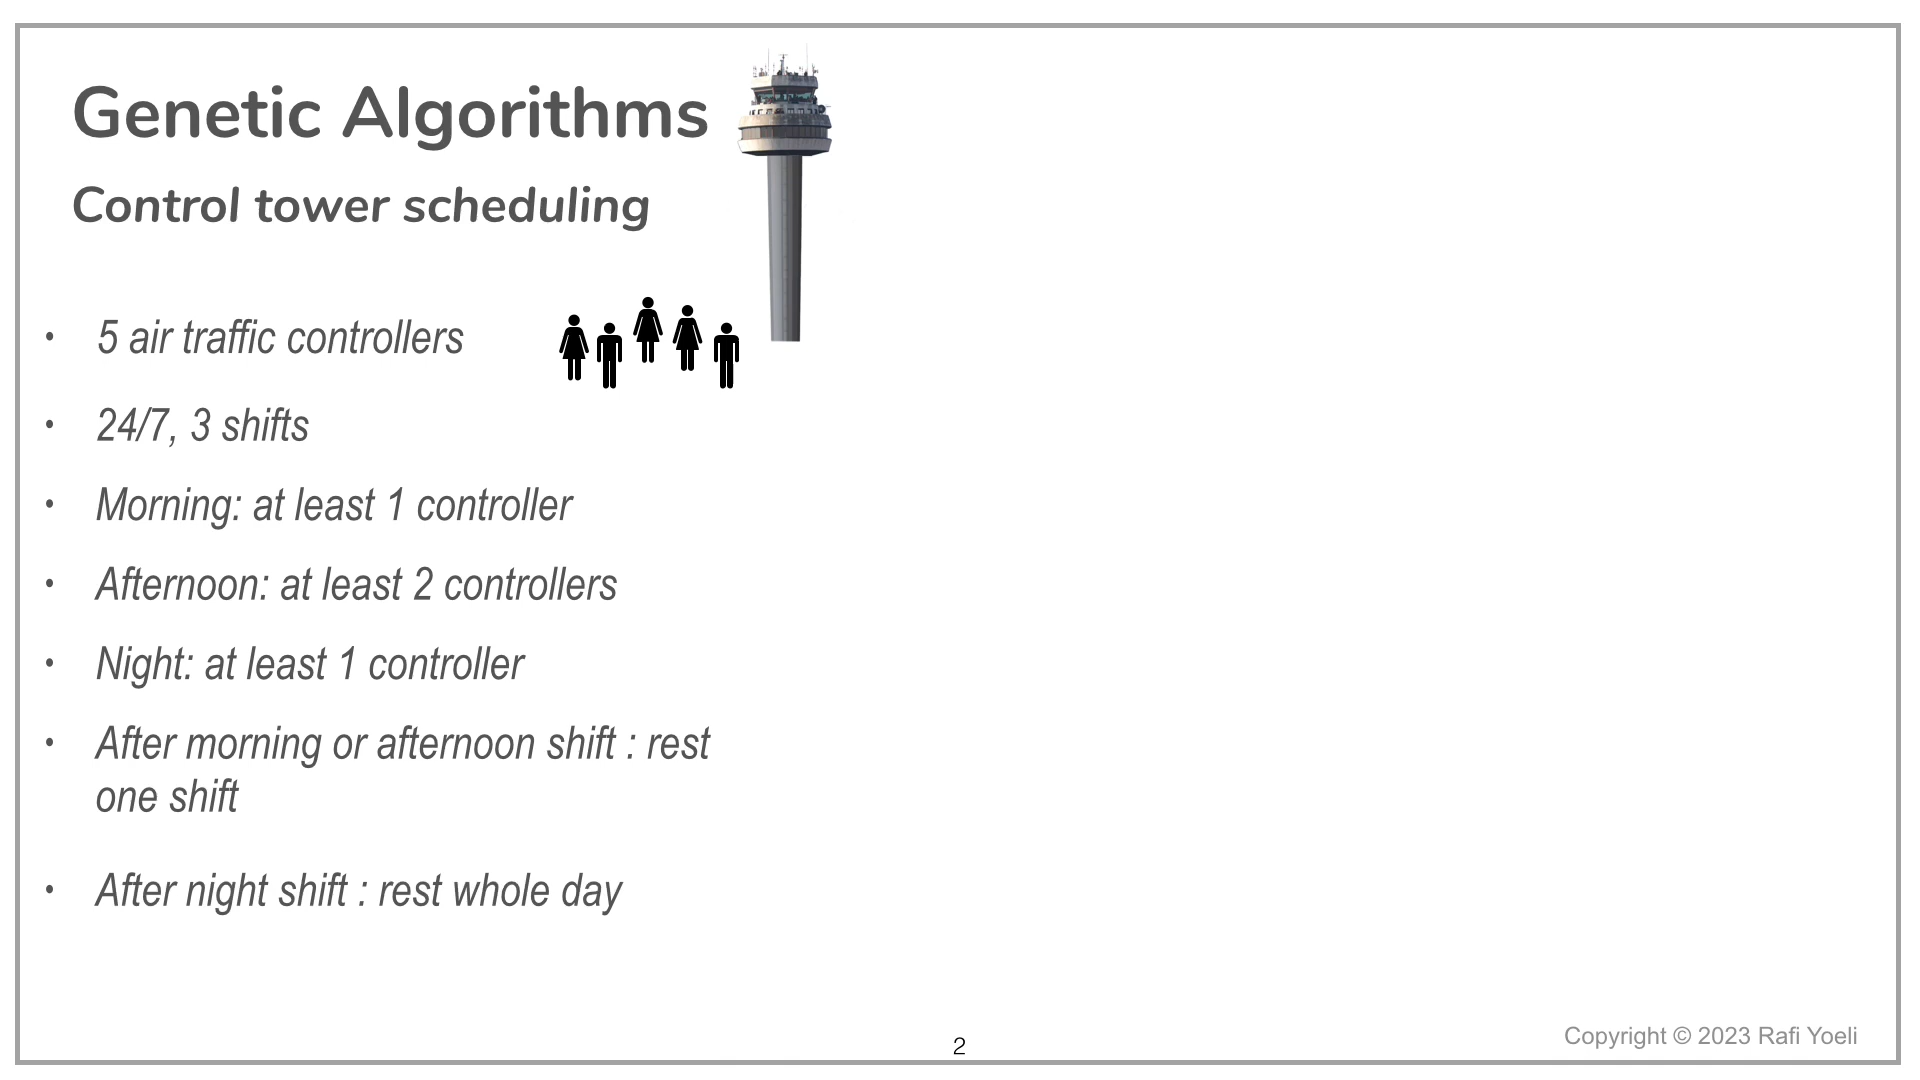 Genetic Algorithms
Control tower scheduling
• 5 air traffic controllers
• 24/7, 3 shifts
• Morning: at least 1 controller
• Afternoon: at least 2 controllers
• Night: at least 1 controller
• After morning or afternoon shift : rest
one shift
• After night shift : rest whole day
2
Copyright © 2023 Rafi Yoeli